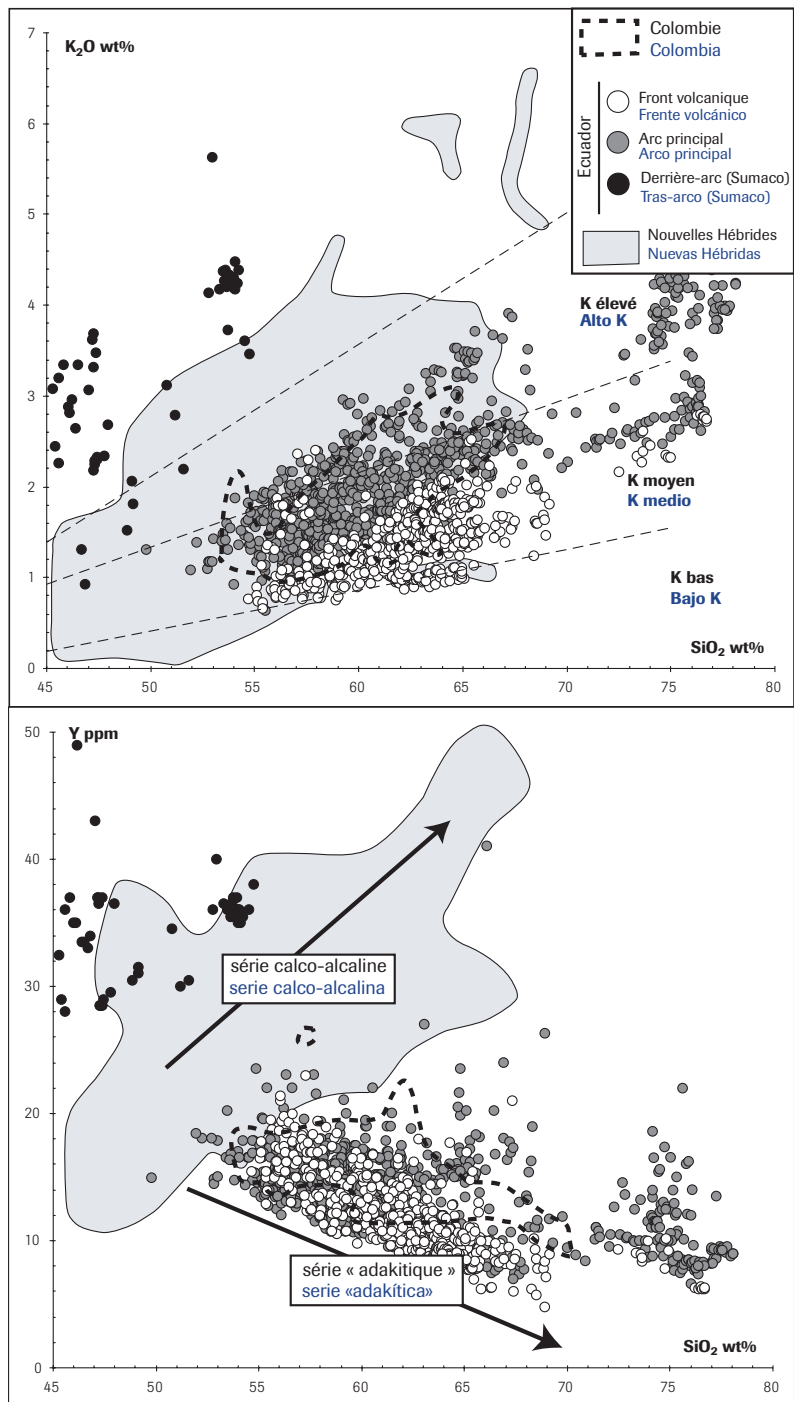 K₂O wt%
7
6
5
4
3
2
1
0
Colombie
Colombia
Ecuador
Front volcanique
Frente volcánico
Arc principal
Arco principal
Derrière-arc (Sumaco)
Tras-arco (Sumaco)
Nouvelles Hébrides
Nuevas Hébridas
K élevé
Alto K
K moyen
K medio
K bas
Bajo K
SiO₂ wt%
45 50 55 60 65 70 75 80
Y ppm
50
40
30
20
10
0
série calco-alcaline
serie calco-alcalina
série « adakitique »
serie «adakítica»
SiO₂ wt%
45 50 55 60 65 70 75 80